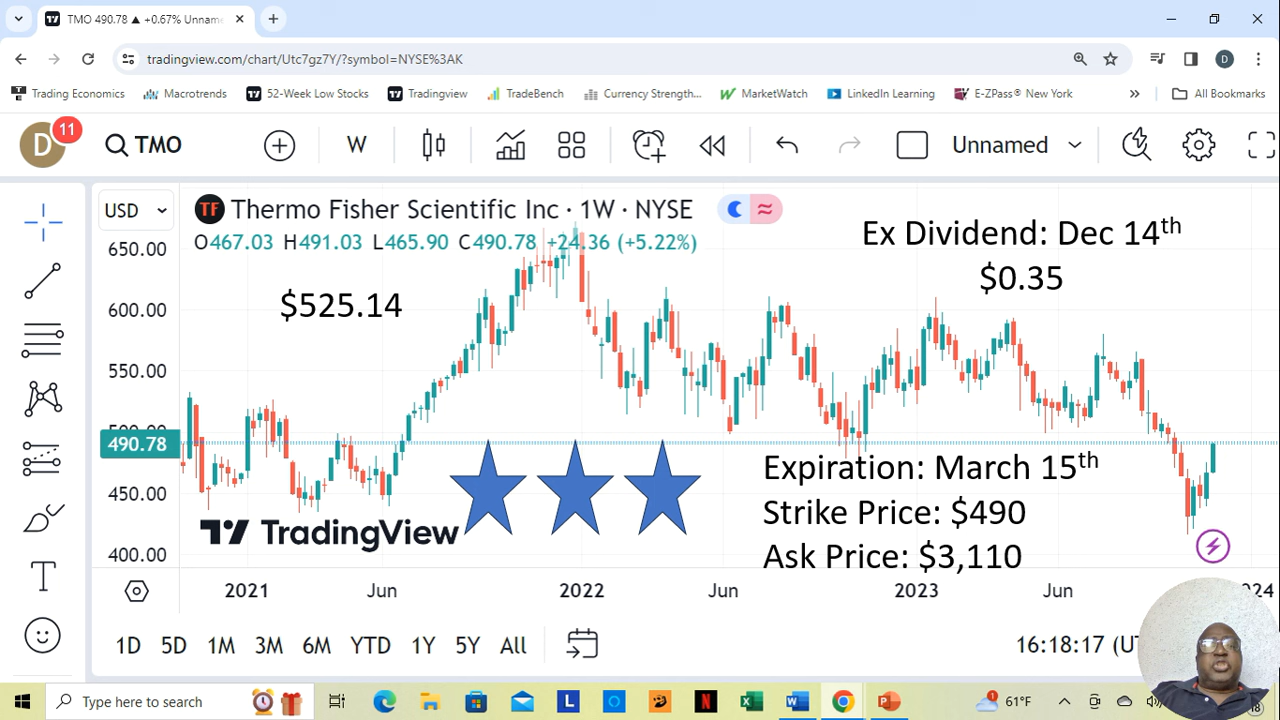 TMO 490.78 ▲ +0.67% Unname
tradingview.com/chart/Utc7gz7Y/?symbol=NYSE%3AK
Trading Economics Macrotrends 52-Week Low Stocks Tradingview TradeBench Currency Strength... MarketWatch LinkedIn Learning E-ZPass® New York » All Bookmarks
D 11 TMO W Unnamed
USD
TF Thermo Fisher Scientific Inc · 1W · NYSE
O467.03 H491.03 L465.90 C490.78 +24.36 (+5.22%)
Ex Dividend: Dec 14th
$0.35
$525.14
650.00
600.00
550.00
500.00
490.78
450.00
400.00
Expiration: March 15th
Strike Price: $490
Ask Price: $3,110
TradingView
2021 Jun 2022 Jun 2023 Jun
1D 5D 1M 3M 6M YTD 1Y 5Y All
16:18:17 (UT
Type here to search
61°F